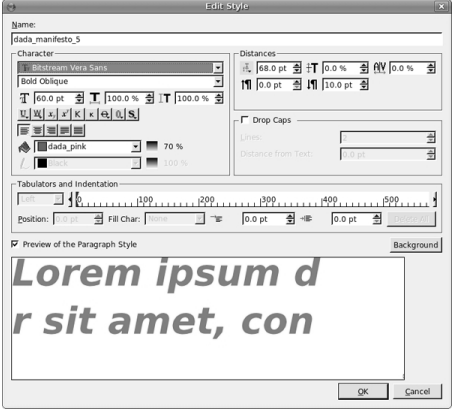 Edit Style
Name:
dada_manifesto_5
Character
Bitstream Vera Sans
Bold Oblique
60.0 pt 100.0 % 100.0 %
dada_pink 70 %
Black 100 %
Distances
68.0 pt 0.0 % 0.0 %
0.0 pt 10.0 pt
Drop Caps
Lines: 2
Distance from Text: 0.0 pt
Tabulators and Indentation
Left 0 100 200 300 400 500
Position: 0.0 pt Fill Char: None 0.0 pt 0.0 pt Delete All
Preview of the Paragraph Style Background
Lorem ipsum d
r sit amet, con
OK Cancel